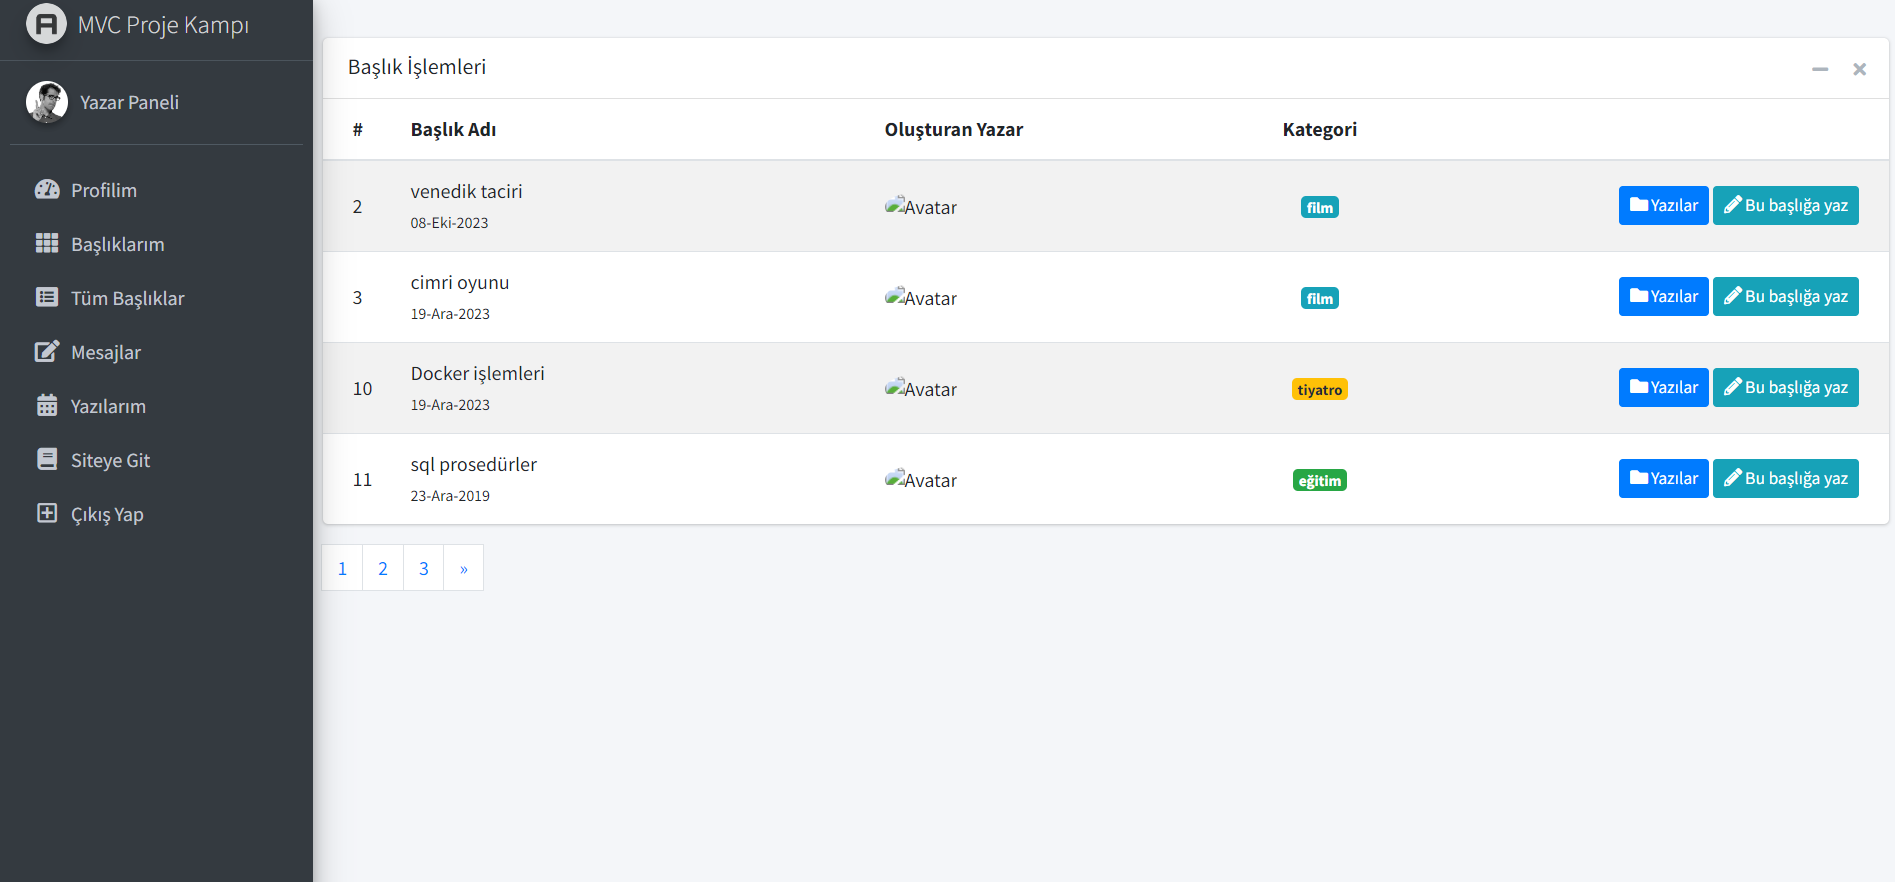 MVC Proje Kampı
Yazar Paneli
Profilim
Başlıklarım
Tüm Başlıklar
Mesajlar
Yazılarım
Siteye Git
Çıkış Yap
Başlık İşlemleri
# Başlık Adı Oluşturan Yazar Kategori
2 venedik taciri Avatar film Yazılar Bu başlığa yaz
08-Eki-2023
3 cimri oyunu Avatar film Yazılar Bu başlığa yaz
19-Ara-2023
10 Docker işlemleri Avatar tiyatro Yazılar Bu başlığa yaz
19-Ara-2023
11 sql prosedürler Avatar eğitim Yazılar Bu başlığa yaz
23-Ara-2019
1 2 3 »